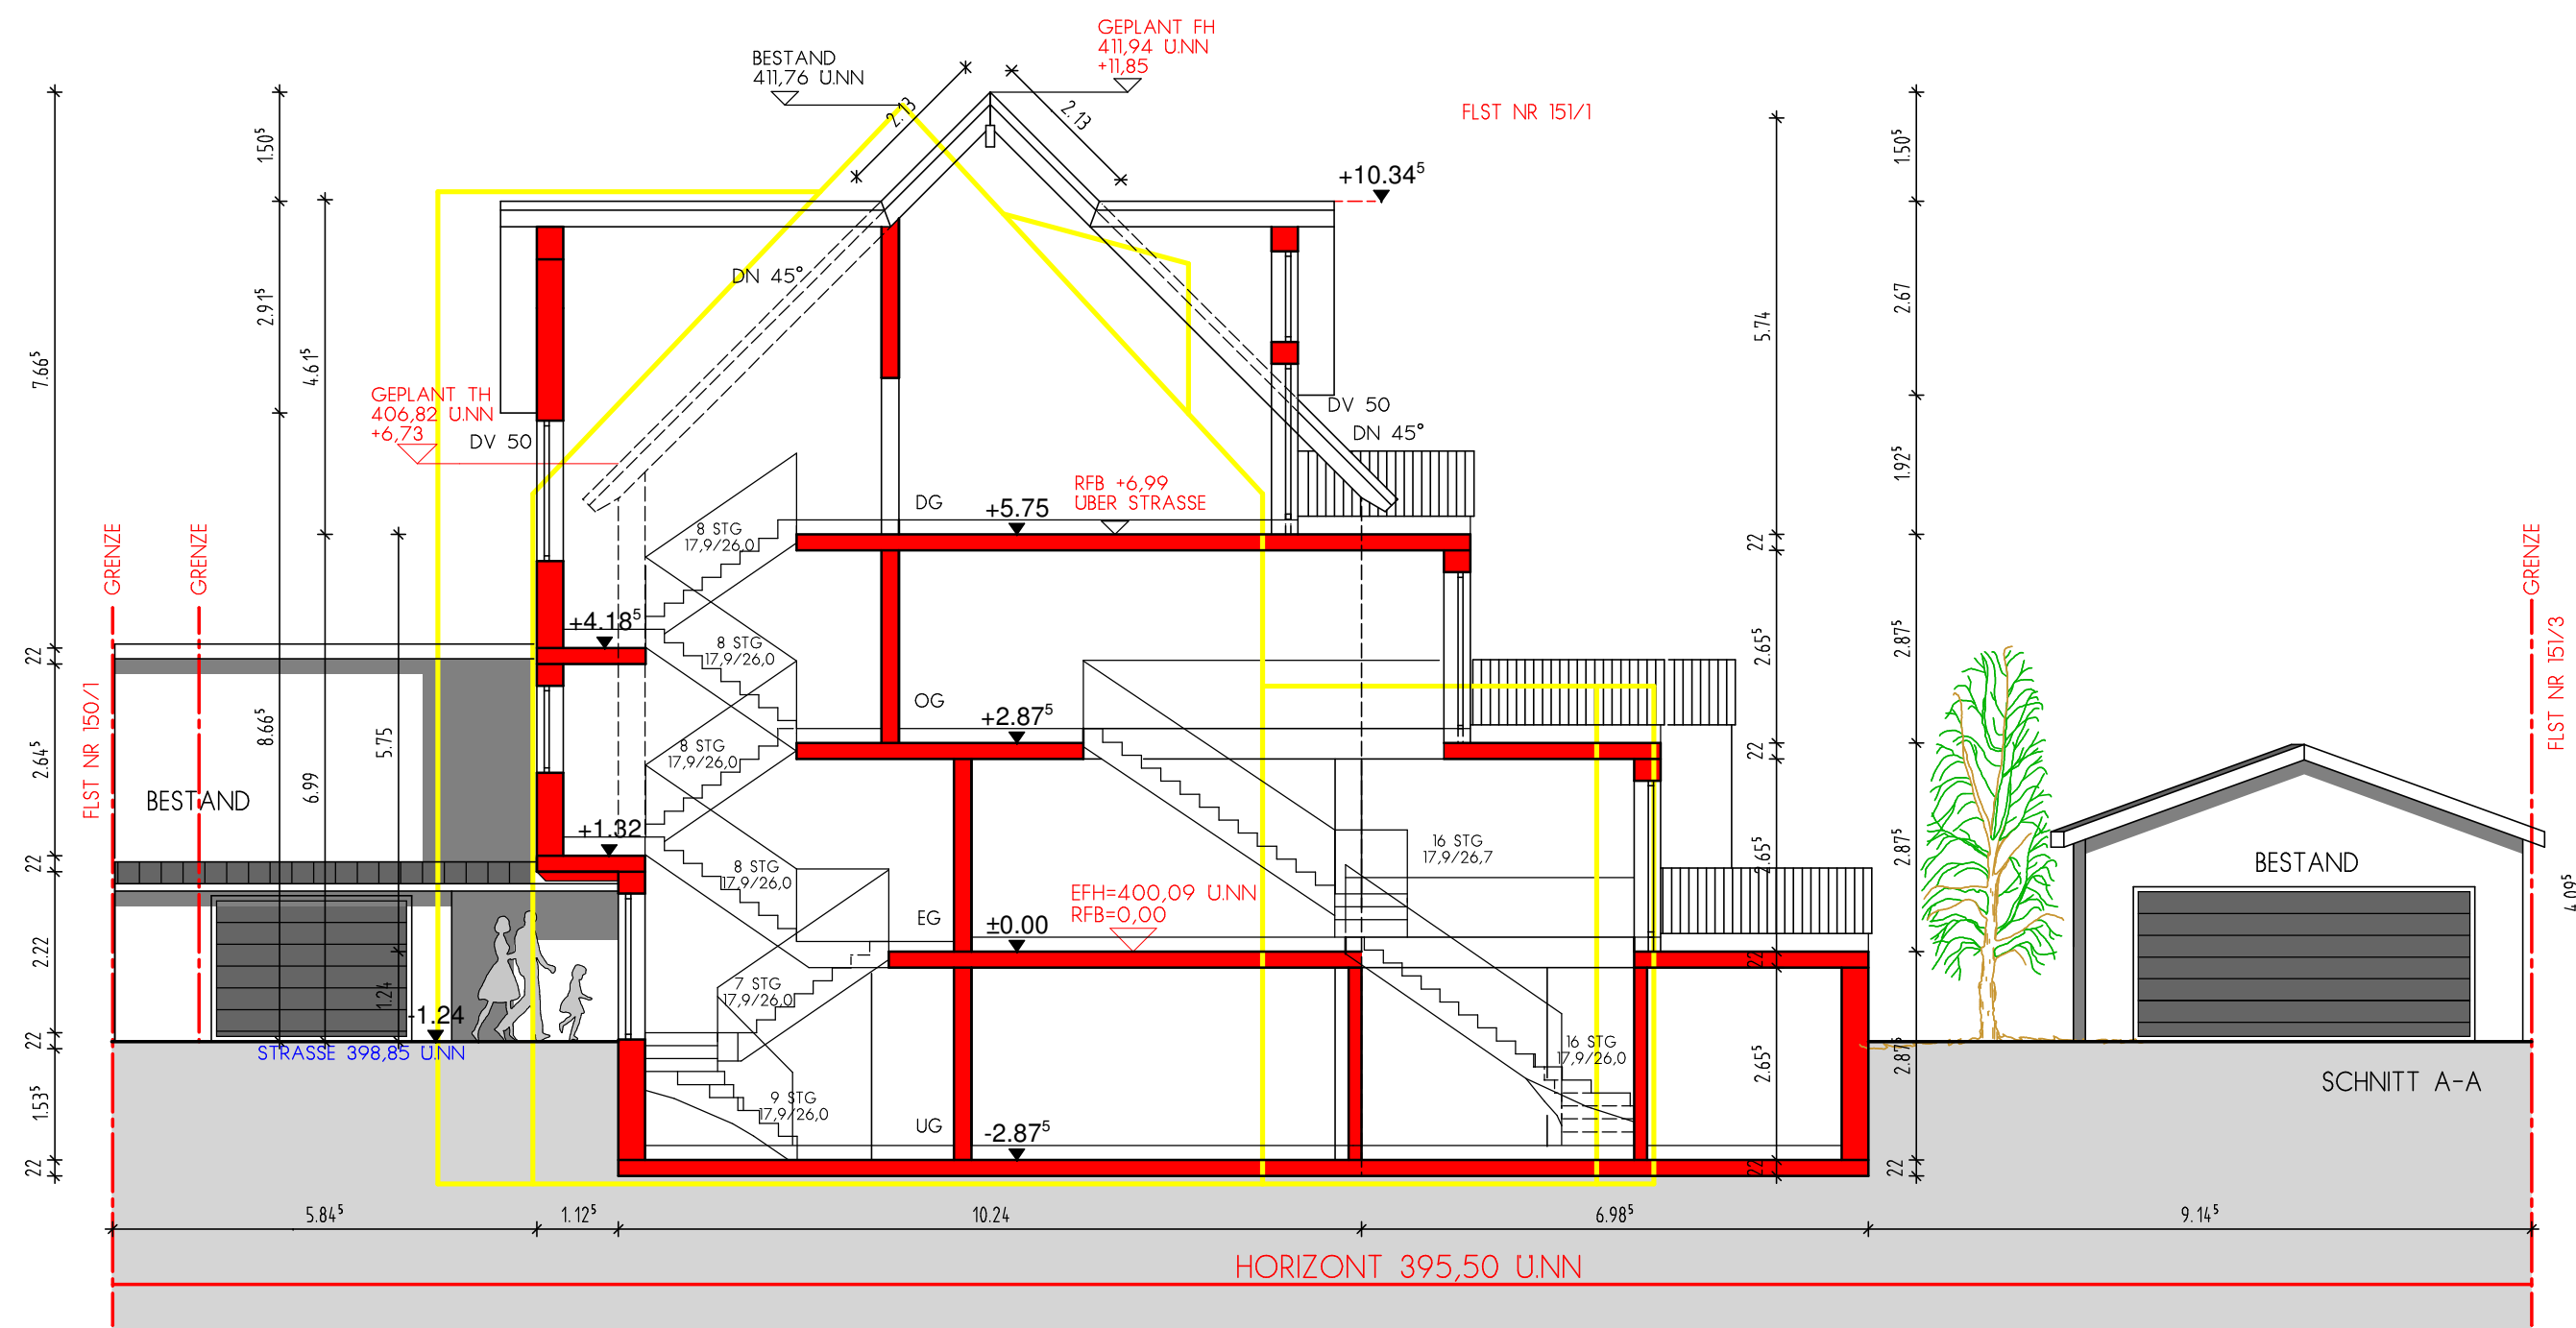 GEPLANT FH
411,94 Ü.NN
+11,85
BESTAND
411,76 Ü.NN
2.13
2.13
FLST NR 151/1
+10.34⁵
1.50⁵
1.50⁵
2.91⁵
4.61⁵
7.66⁵
5.74
2.67
1.92⁵
DN 45°
GEPLANT TH
406,82 Ü.NN
+6,73
DV 50
DV 50
DN 45°
RFB +6,99
ÜBER STRASSE
DG
+5.75
8 STG
17,9/26,0
22
GRENZE
GRENZE
GRENZE
+4.18⁵
8 STG
17,9/26,0
22
2.65⁵
2.87⁵
FLST NR 150/1
FLST NR 151/3
8.66⁵
6.99
5.75
2.64⁵
OG
+2.87⁵
8 STG
17,9/26,0
22
BESTAND
+1.32
22
8 STG
17,9/26,0
16 STG
17,9/26,7
2.65⁵
2.87⁵
BESTAND
4.09⁵
EFH=400,09 Ü.NN
RFB=0,00
EG
±0.00
2.22
22
7 STG
17,9/26,0
1.24
-1.24
STRASSE 398,85 Ü.NN
22
16 STG
17,9/26,0
2.65⁵
2.87⁵
SCHNITT A-A
1.53⁵
9 STG
17,9/26,0
UG
-2.87⁵
22
22
22
5.84⁵
1.12⁵
10.24
6.98⁵
9.14⁵
HORIZONT 395,50 Ü.NN